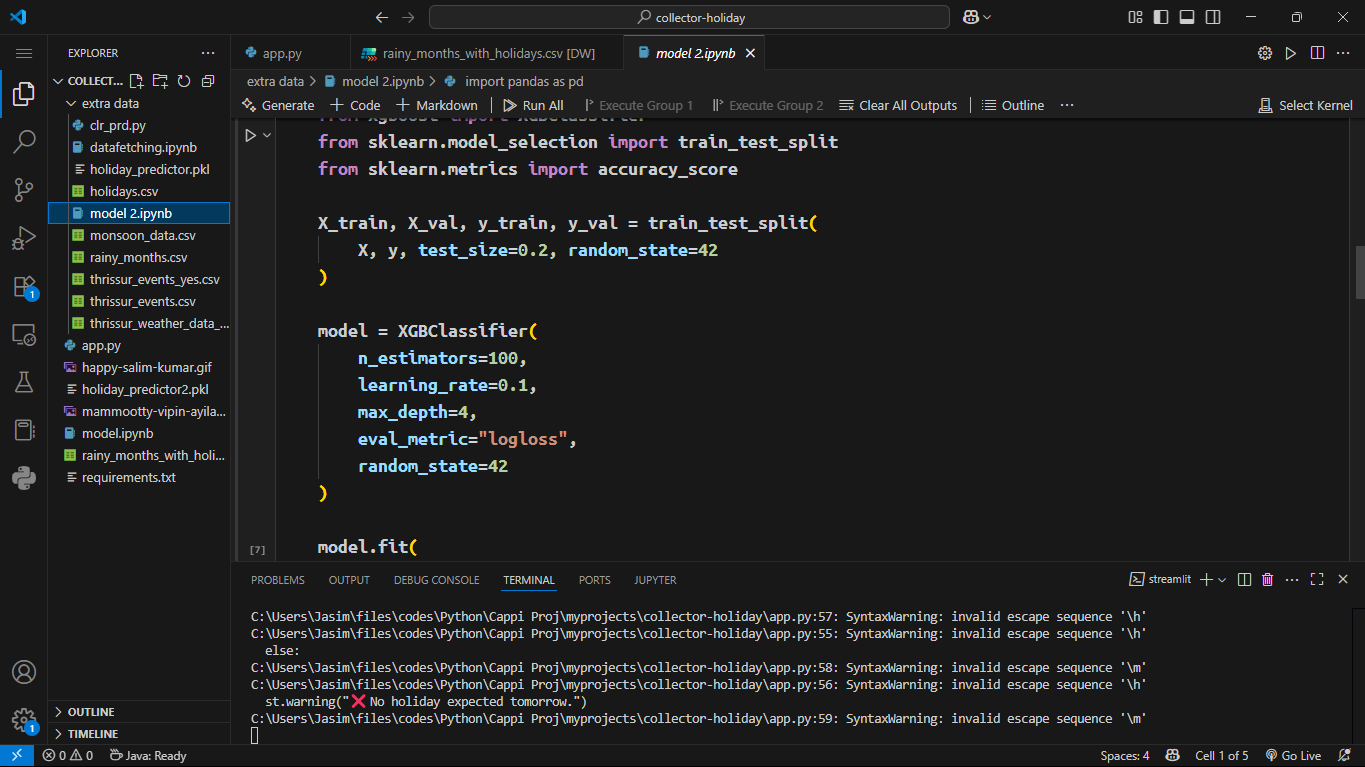 collector-holiday
EXPLORER
COLLECT...
extra data
clr_prd.py
datafetching.ipynb
holiday_predictor.pkl
holidays.csv
model 2.ipynb
monsoon_data.csv
rainy_months.csv
thrissur_events_yes.csv
thrissur_events.csv
thrissur_weather_data_...
app.py
happy-salim-kumar.gif
holiday_predictor2.pkl
mammootty-vipin-ayila...
model.ipynb
rainy_months_with_holi...
requirements.txt
OUTLINE
TIMELINE
app.py rainy_months_with_holidays.csv [DW] model 2.ipynb
extra data > model 2.ipynb > import pandas as pd
Generate + Code + Markdown Run All Execute Group 1 Execute Group 2 Clear All Outputs Outline ... Select Kernel
from xgboost import XGBClassifier
from sklearn.model_selection import train_test_split
from sklearn.metrics import accuracy_score
X_train, X_val, y_train, y_val = train_test_split(
X, y, test_size=0.2, random_state=42
)
model = XGBClassifier(
n_estimators=100,
learning_rate=0.1,
max_depth=4,
eval_metric="logloss",
random_state=42
)
[7]
model.fit(
PROBLEMS OUTPUT DEBUG CONSOLE TERMINAL PORTS JUPYTER streamlit
C:\Users\Jasim\files\codes\Python\Cappi Proj\myprojects\collector-holiday\app.py:57: SyntaxWarning: invalid escape sequence '\h'
C:\Users\Jasim\files\codes\Python\Cappi Proj\myprojects\collector-holiday\app.py:55: SyntaxWarning: invalid escape sequence '\h'
else:
C:\Users\Jasim\files\codes\Python\Cappi Proj\myprojects\collector-holiday\app.py:58: SyntaxWarning: invalid escape sequence '\m'
C:\Users\Jasim\files\codes\Python\Cappi Proj\myprojects\collector-holiday\app.py:56: SyntaxWarning: invalid escape sequence '\h'
st.warning("❌ No holiday expected tomorrow.")
C:\Users\Jasim\files\codes\Python\Cappi Proj\myprojects\collector-holiday\app.py:59: SyntaxWarning: invalid escape sequence '\m'
1
1
0 0 Java: Ready Spaces: 4 Cell 1 of 5 Go Live